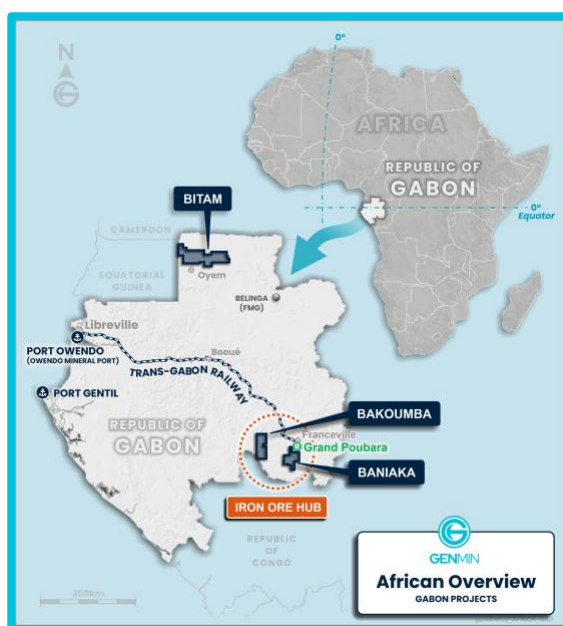 N
0°
AFRICA
REPUBLIC OF
GABON
0°
Equator
BITAM
CAMEROON
EQUATORIAL
GUINEA
Oyem
BELINGA
(FMG)
Libreville
PORT OWENDO
(OWENDO MINERAL PORT)
Booué
TRANS-GABON RAILWAY
PORT GENTIL
REPUBLIC OF
GABON
BAKOUMBA
Franceville
Grand Poubara
BANIAKA
IRON ORE HUB
REPUBLIC
OF
CONGO
200km
GENMIN
African Overview
GABON PROJECTS